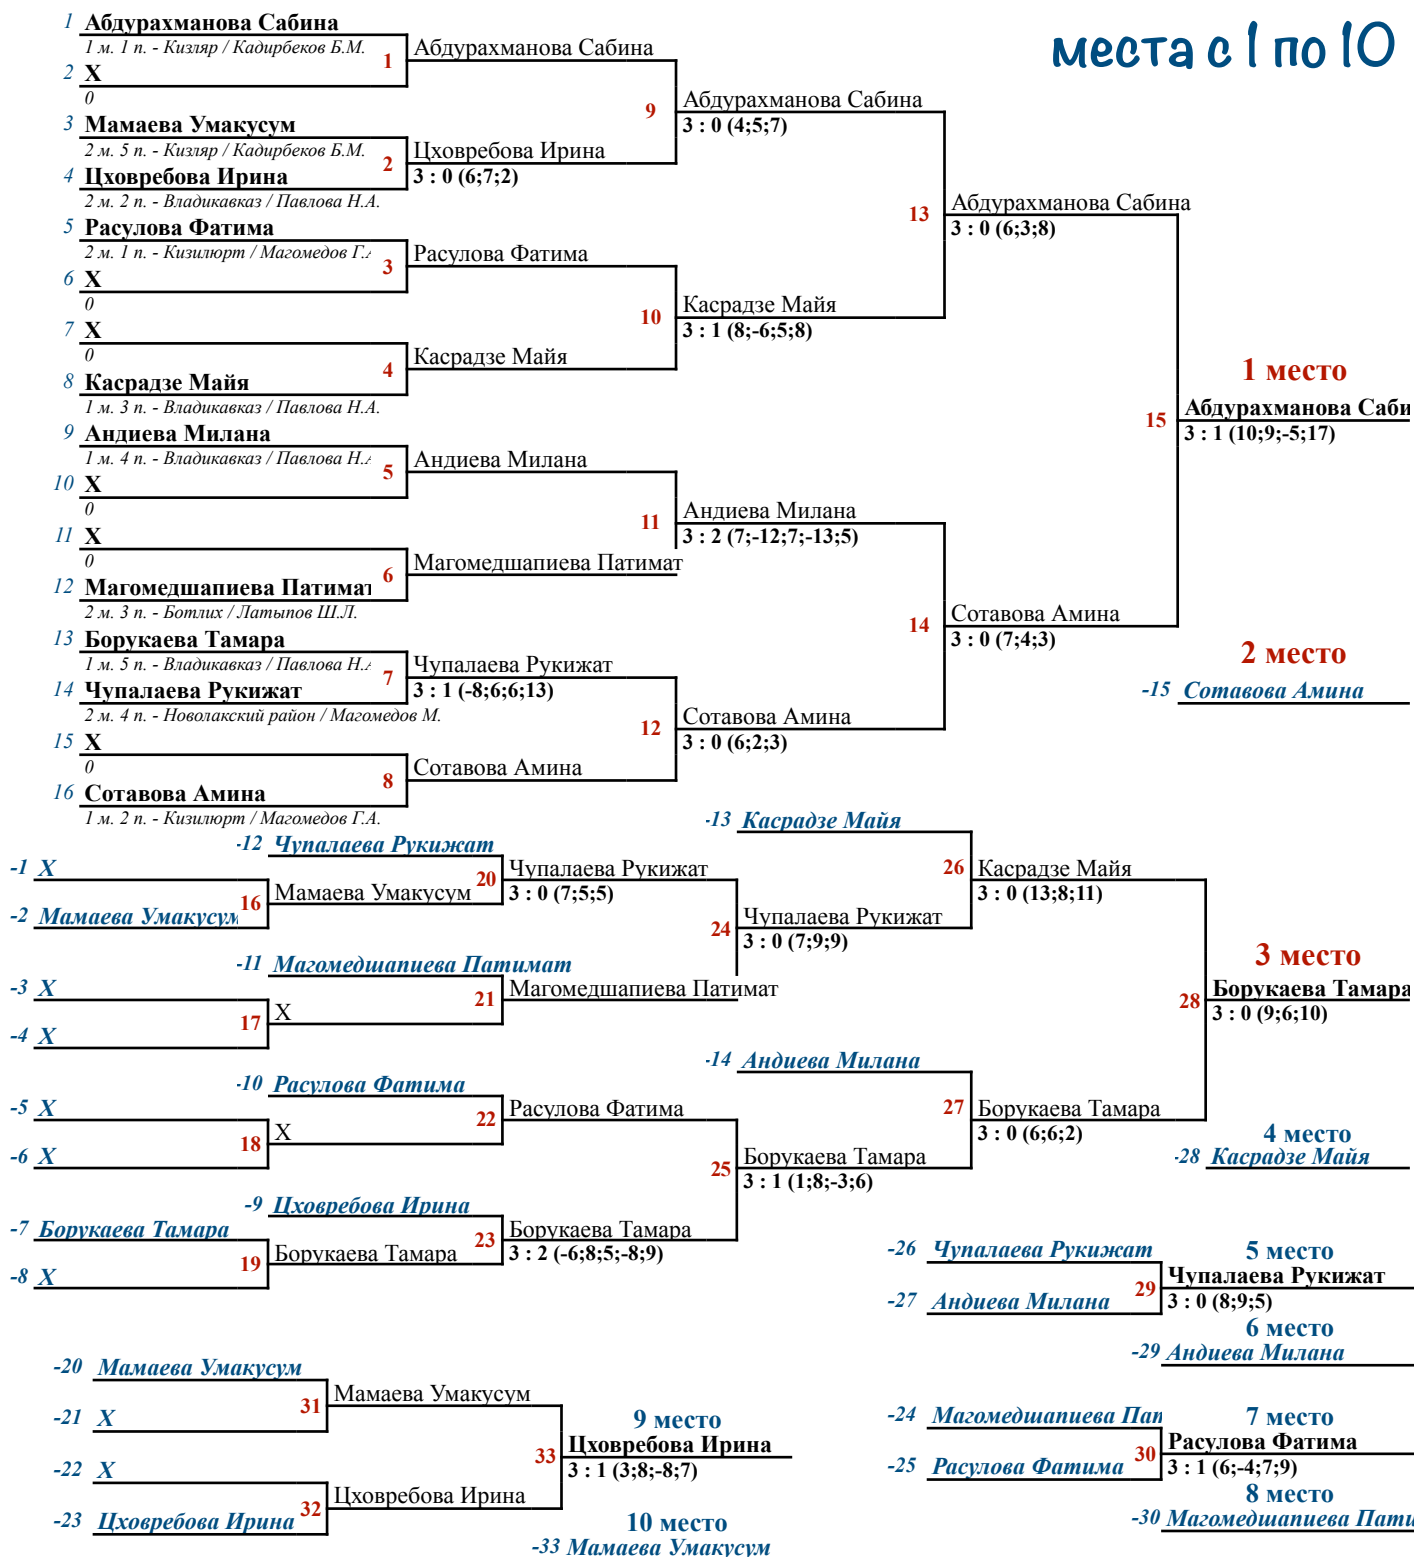 места с 1 по 10
1 Абдурахманова Сабина
1 м. 1 п. - Кизляр / Кадирбеков Б.М.
1 Абдурахманова Сабина
2 X
0
9 Абдурахманова Сабина
3 : 0 (4;5;7)
3 Мамаева Умакусум
2 м. 5 п. - Кизляр / Кадирбеков Б.М.
2 Цховребова Ирина
3 : 0 (6;7;2)
4 Цховребова Ирина
2 м. 2 п. - Владикавказ / Павлова Н.А.
13 Абдурахманова Сабина
3 : 0 (6;3;8)
5 Расулова Фатима
2 м. 1 п. - Кизилюрт / Магомедов Г.А
3 Расулова Фатима
6 X
0
10 Касрадзе Майя
3 : 1 (8;-6;5;8)
7 X
0
4 Касрадзе Майя
8 Касрадзе Майя
1 м. 3 п. - Владикавказ / Павлова Н.А.
1 место
15 Абдурахманова Саби
3 : 1 (10;9;-5;17)
9 Андиева Милана
1 м. 4 п. - Владикавказ / Павлова Н.А
5 Андиева Милана
10 X
0
11 Андиева Милана
3 : 2 (7;-12;7;-13;5)
11 X
0
6 Магомедшапиева Патимат
12 Магомедшапиева Патимат
2 м. 3 п. - Ботлих / Латыпов Ш.Л.
14 Сотавова Амина
3 : 0 (7;4;3)
13 Борукаева Тамара
1 м. 5 п. - Владикавказ / Павлова Н.А
7 Чупалаева Рукижат
3 : 1 (-8;6;6;13)
14 Чупалаева Рукижат
2 м. 4 п. - Новолакский район / Магомедов М.
2 место
-15 Сотавова Амина
12 Сотавова Амина
3 : 0 (6;2;3)
15 X
0
8 Сотавова Амина
16 Сотавова Амина
1 м. 2 п. - Кизилюрт / Магомедов Г.А.
-13 Касрадзе Майя
-12 Чупалаева Рукижат
-1 X
20 Чупалаева Рукижат
3 : 0 (7;5;5)
26 Касрадзе Майя
3 : 0 (13;8;11)
16 Мамаева Умакусум
-2 Мамаева Умакусум
24 Чупалаева Рукижат
3 : 0 (7;9;9)
-11 Магомедшапиева Патимат
3 место
-3 X
21 Магомедшапиева Патимат
28 Борукаева Тамара
3 : 0 (9;6;10)
17 X
-4 X
-14 Андиева Милана
-10 Расулова Фатима
-5 X
22 Расулова Фатима
27 Борукаева Тамара
3 : 0 (6;6;2)
18 X
-6 X
4 место
-28 Касрадзе Майя
25 Борукаева Тамара
3 : 1 (1;8;-3;6)
-9 Цховребова Ирина
-7 Борукаева Тамара
23 Борукаева Тамара
3 : 2 (-6;8;5;-8;9)
19 Борукаева Тамара
-8 X
-26 Чупалаева Рукижат
5 место
29 Чупалаева Рукижат
3 : 0 (8;9;5)
-27 Андиева Милана
6 место
-29 Андиева Милана
-20 Мамаева Умакусум
31 Мамаева Умакусум
-21 X
9 место
33 Цховребова Ирина
3 : 1 (3;8;-8;7)
-22 X
32 Цховребова Ирина
-23 Цховребова Ирина
10 место
-33 Мамаева Умакусум
-24 Магомедшапиева Пат
7 место
30 Расулова Фатима
3 : 1 (6;-4;7;9)
-25 Расулова Фатима
8 место
-30 Магомедшапиева Пати